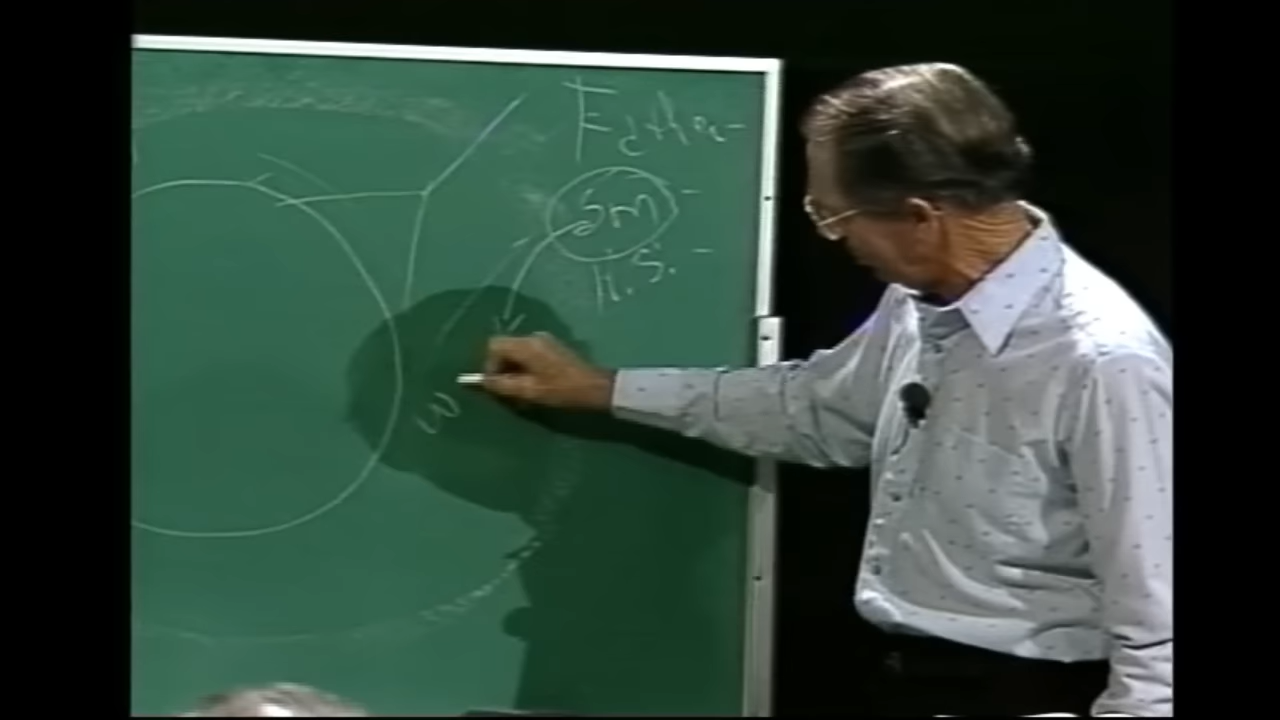 Father-
Son -
H.S. -
W